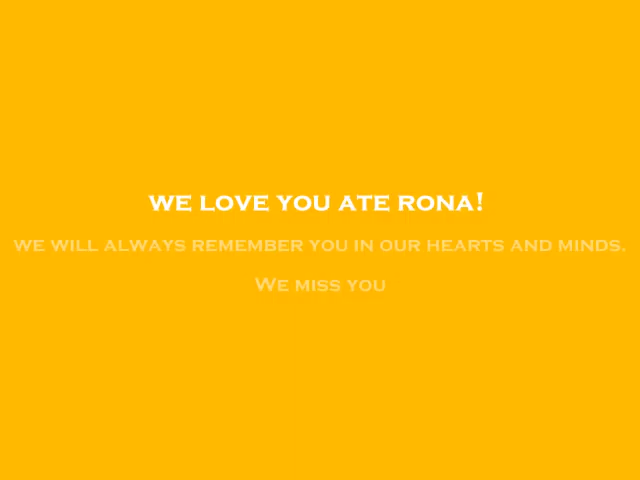 WE LOVE YOU ATE RONA!
WE WILL ALWAYS REMEMBER YOU IN OUR HEARTS AND MINDS.
WE MISS YOU